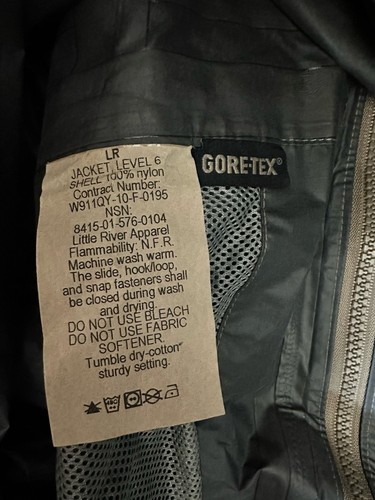 LR
JACKET LEVEL 6
SHELL 100% nylon
Contract Number:
W911QY-10-F-0195
NSN:
8415-01-576-0104
Little River Apparel
Flammability: N.F.R.
Machine wash warm.
The slide, hook/loop,
and snap fasteners shall
be closed during wash
and drying.
DO NOT USE BLEACH
DO NOT USE FABRIC
SOFTENER.
Tumble dry-cotton
sturdy setting.
GORE-TEX®